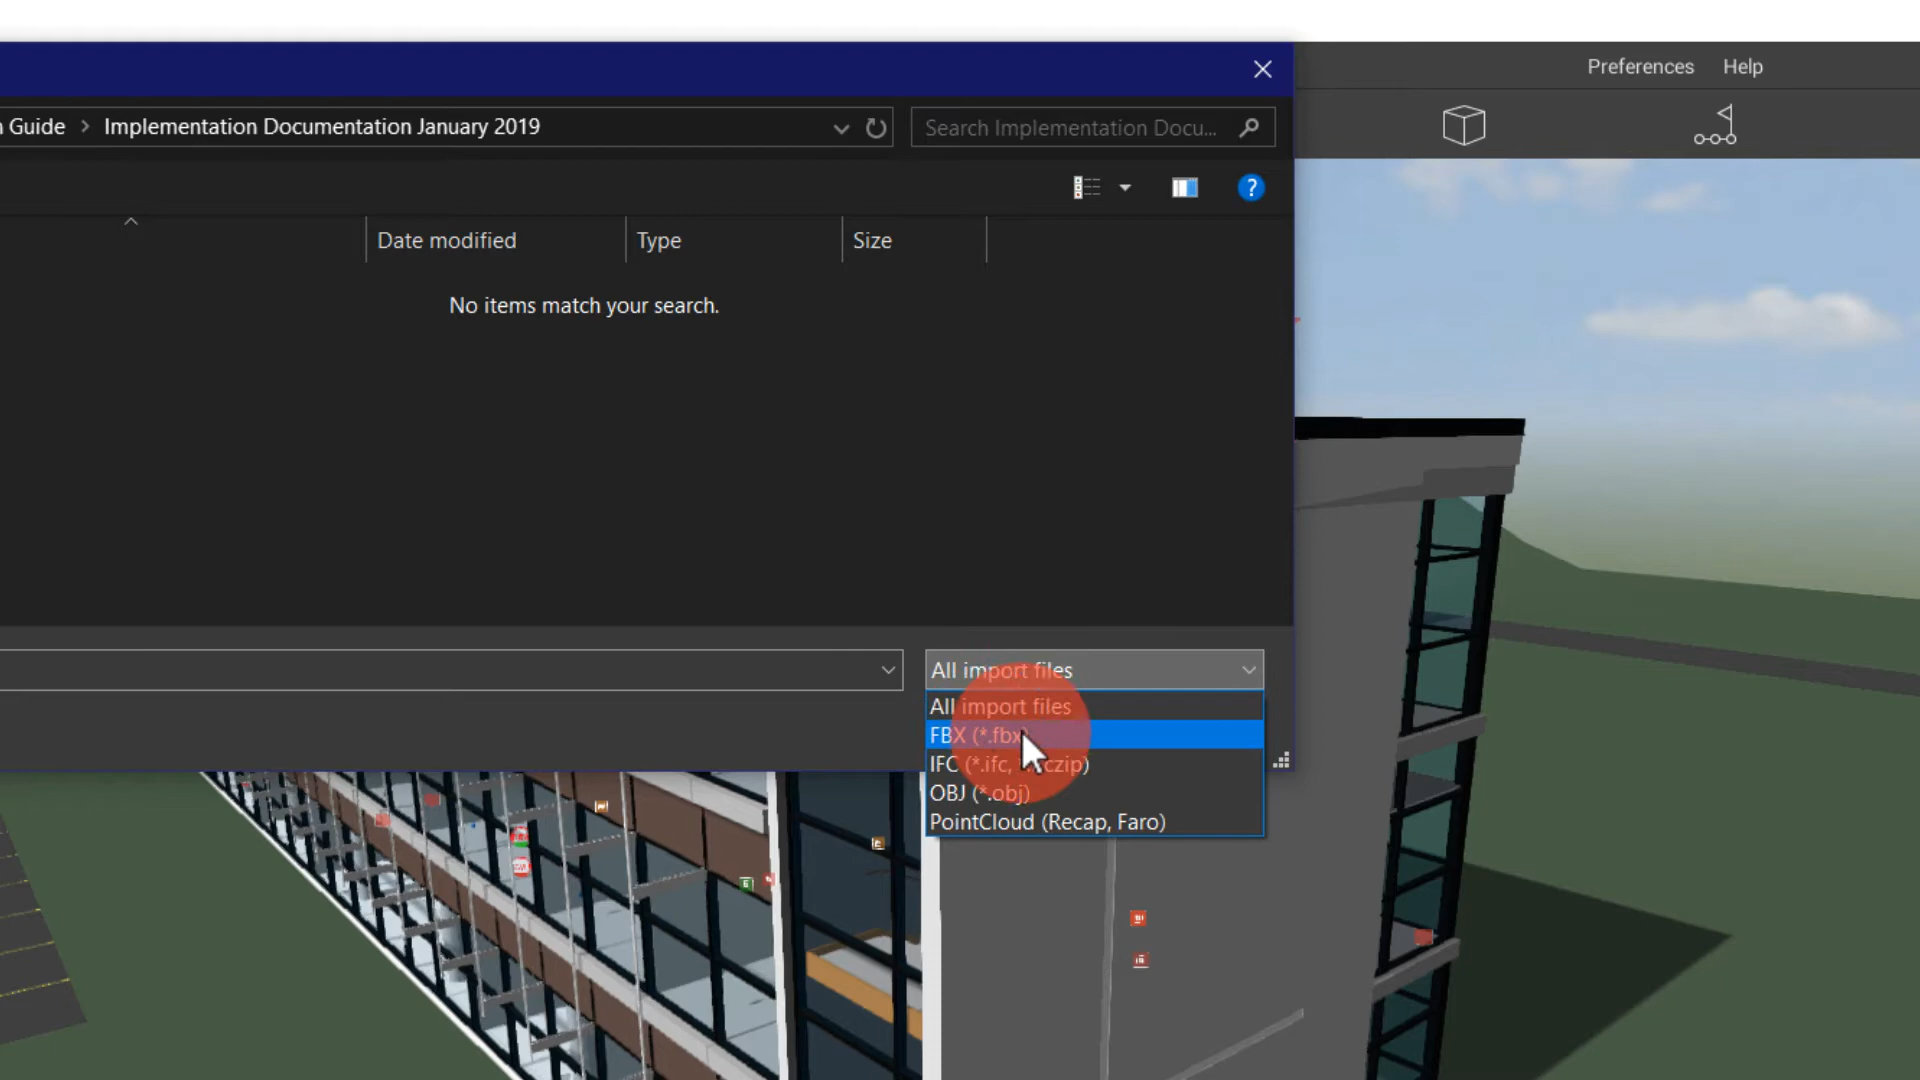 Preferences Help
n Guide > Implementation Documentation January 2019
Search Implementation Docu...
?
Date modified Type Size
No items match your search.
All import files
All import files
FBX (*.fbx)
IFC (*.ifc, *.ifczip)
OBJ (*.obj)
PointCloud (Recap, Faro)